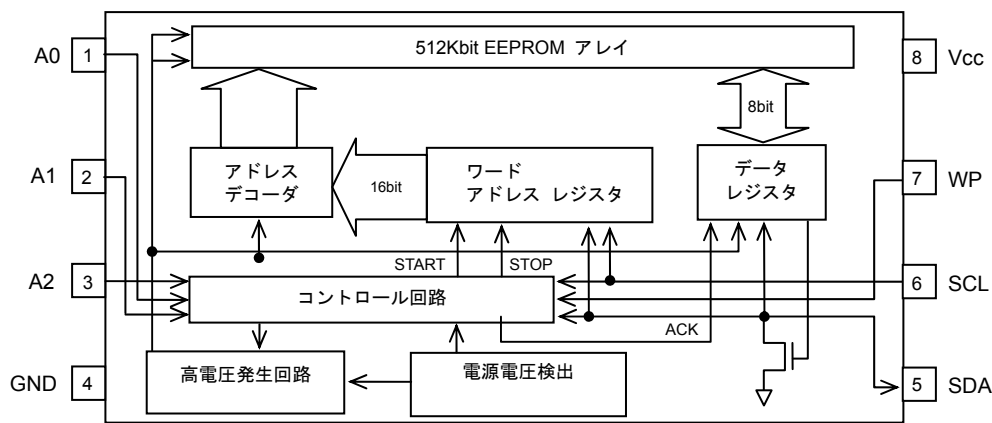 512Kbit EEPROM アレイ
A0
1
8
Vcc
8bit
A1
2
アドレス
デコーダ
16bit
ワード
アドレス レジスタ
データ
レジスタ
7
WP
START
STOP
A2
3
コントロール回路
6
SCL
ACK
GND
4
高電圧発生回路
電源電圧検出
5
SDA